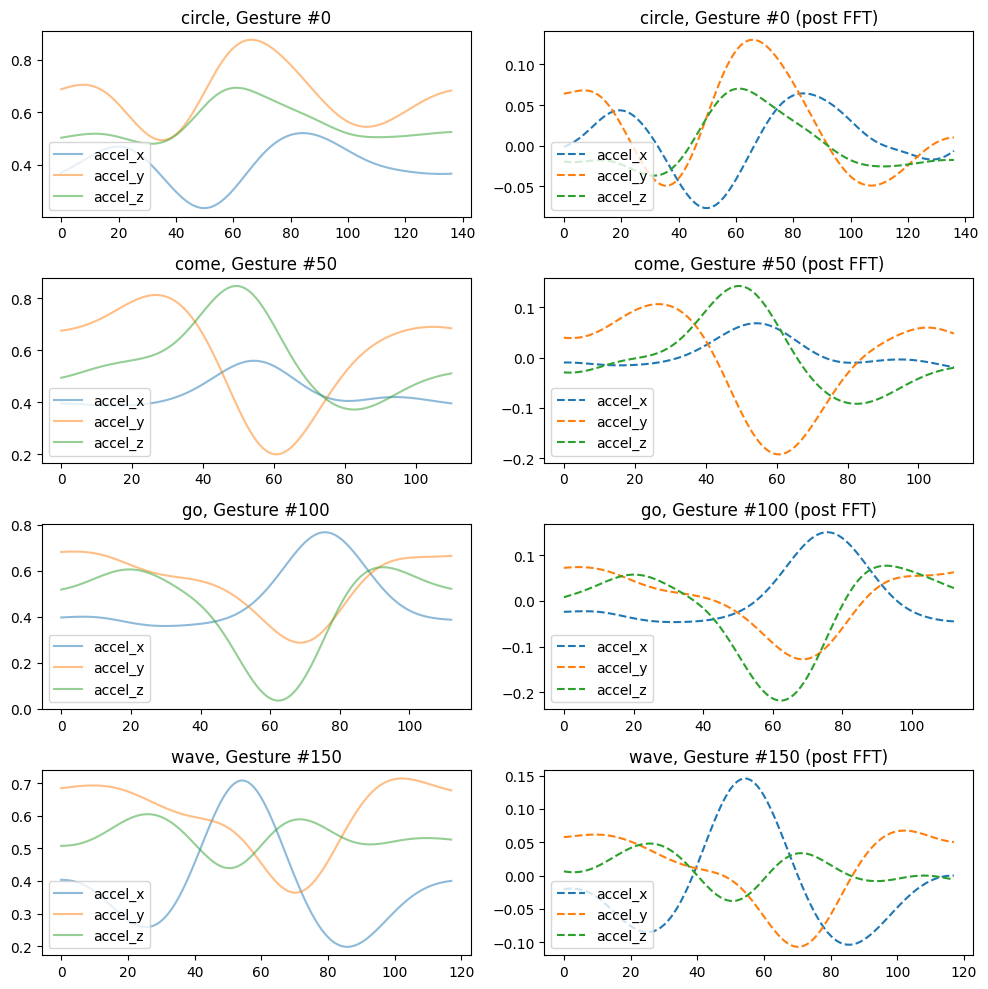 circle, Gesture #0
0.8
0.6
0.4
accel_x
accel_y
accel_z
0 20 40 60 80 100 120 140
circle, Gesture #0 (post FFT)
0.10
0.05
0.00
−0.05
accel_x
accel_y
accel_z
0 20 40 60 80 100 120 140
come, Gesture #50
0.8
0.6
0.4
0.2
accel_x
accel_y
accel_z
0 20 40 60 80 100
come, Gesture #50 (post FFT)
0.1
0.0
−0.1
−0.2
accel_x
accel_y
accel_z
0 20 40 60 80 100
go, Gesture #100
0.8
0.6
0.4
0.2
0.0
accel_x
accel_y
accel_z
0 20 40 60 80 100
go, Gesture #100 (post FFT)
0.1
0.0
−0.1
−0.2
accel_x
accel_y
accel_z
0 20 40 60 80 100
wave, Gesture #150
0.7
0.6
0.5
0.4
0.3
0.2
accel_x
accel_y
accel_z
0 20 40 60 80 100 120
wave, Gesture #150 (post FFT)
0.15
0.10
0.05
0.00
−0.05
−0.10
accel_x
accel_y
accel_z
0 20 40 60 80 100 120